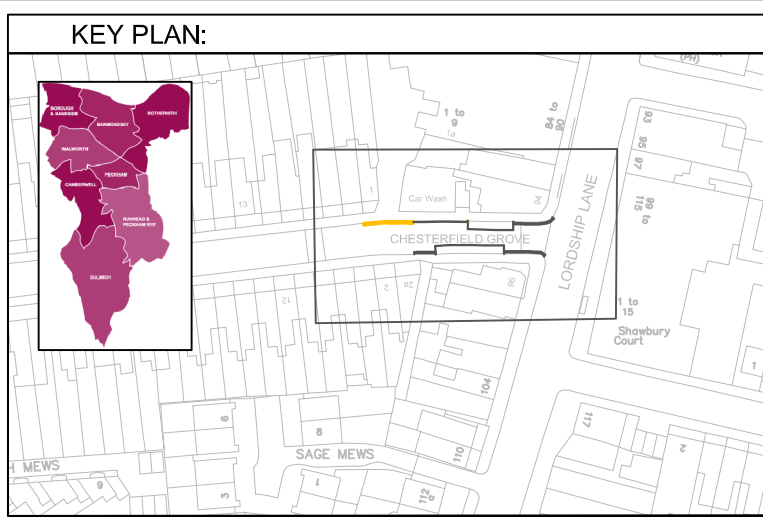 KEY PLAN:
(PH)
BOROUGH
& BANKSIDE
BERMONDSEY
ROTHERHITH
WALWORTH
PECKHAM
CAMBERWELL
NUNHEAD &
PECKHAM RYE
DULWICH
1 to
9
1a
84 to
90
93
95
97
99 to
115
13
1
Car Wash
94
CHESTERFIELD GROVE
LORDSHIP LANE
12
2
2a
96
1 to
15
Shawbury
Court
1
104
6
8
117
2
SAGE MEWS
110
H MEWS
9
3
1
112